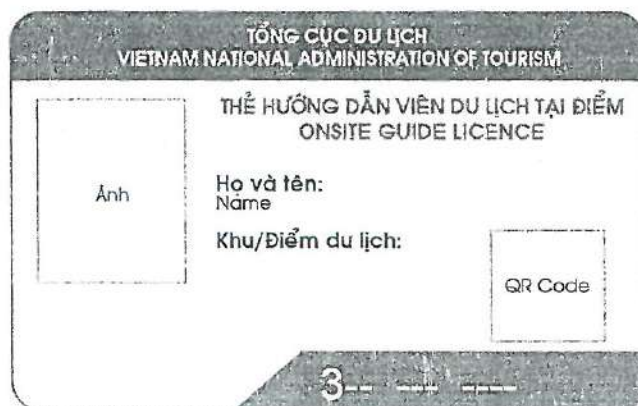 TỔNG CỤC DU LỊCH
VIETNAM NATIONAL ADMINISTRATION OF TOURISM
THẺ HƯỚNG DẪN VIÊN DU LỊCH TẠI ĐIỂM
ONSITE GUIDE LICENCE
Ảnh
Họ và tên:
Name
Khu/Điểm du lịch:
QR Code
3-- --- ----